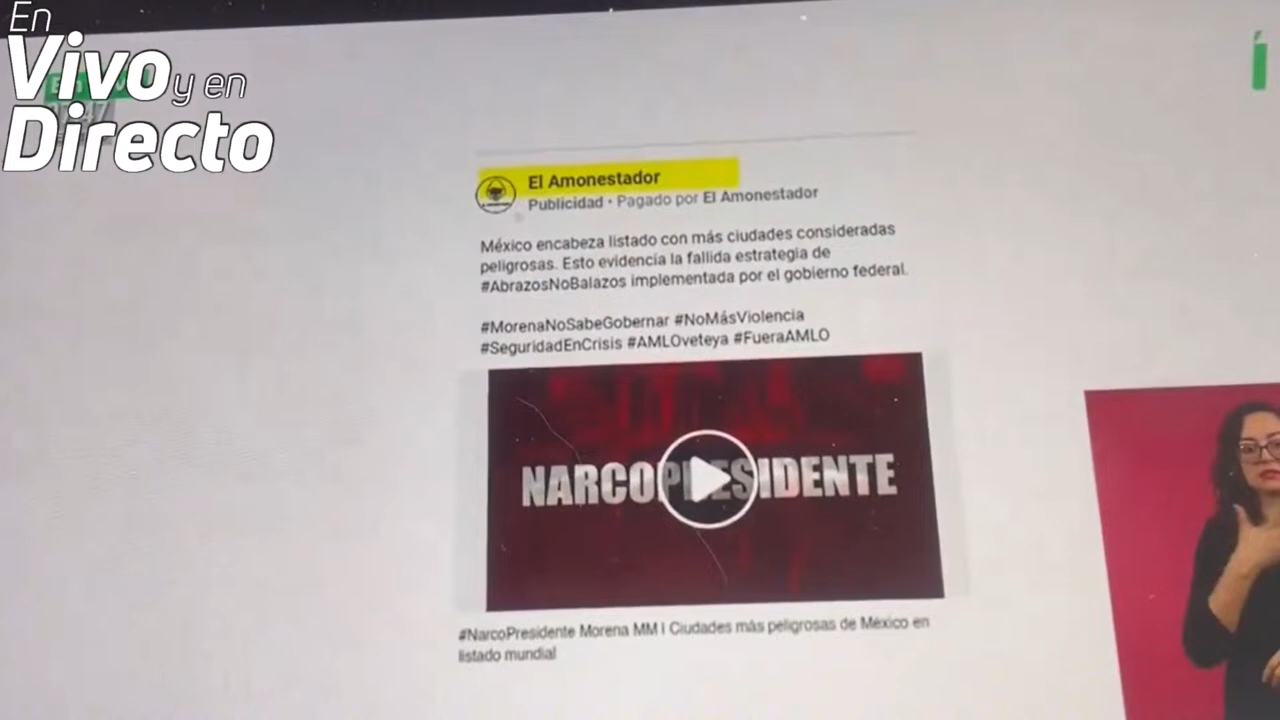 En
Vivo y en
Directo
El Amonestador
Publicidad • Pagado por El Amonestador
México encabeza listado con más ciudades consideradas
peligrosas. Esto evidencia la fallida estrategia de
#AbrazosNoBalazos implementada por el gobierno federal.
#MorenaNoSabeGobernar #NoMásViolencia
#SeguridadEnCrisis #AMLOveteya #FueraAMLO
NARCOPRESIDENTE
#NarcoPresidente Morena MM I Ciudades más peligrosas de México en
listado mundial